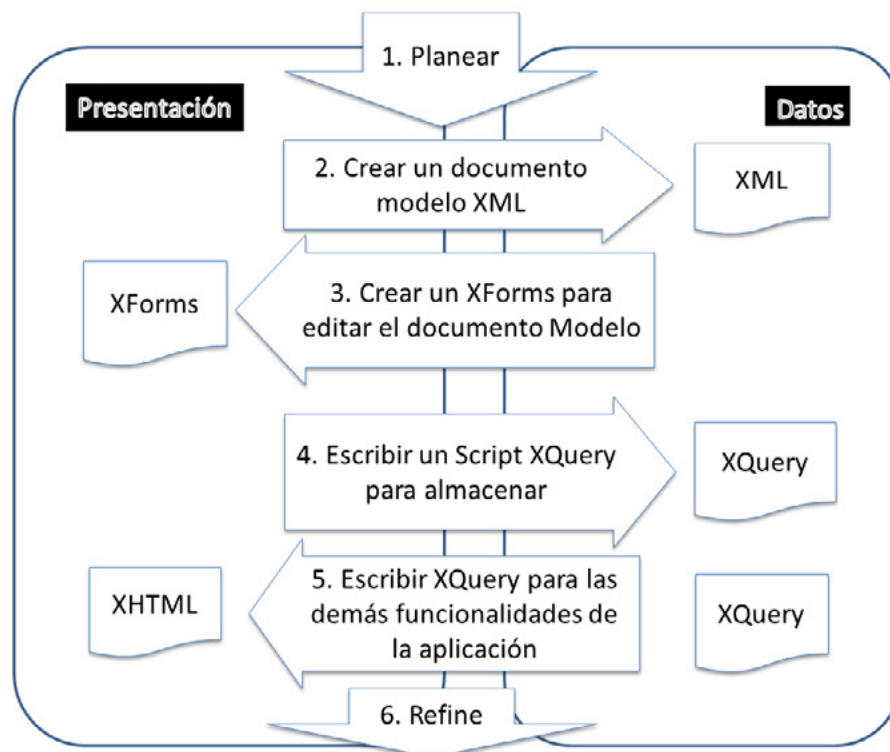 1. Planear
Presentación
Datos
2. Crear un documento
modelo XML
XML
XForms
3. Crear un XForms para
editar el documento Modelo
4. Escribir un Script XQuery
para almacenar
XQuery
XHTML
5. Escribir XQuery para las
demás funcionalidades de
la aplicación
XQuery
6. Refine